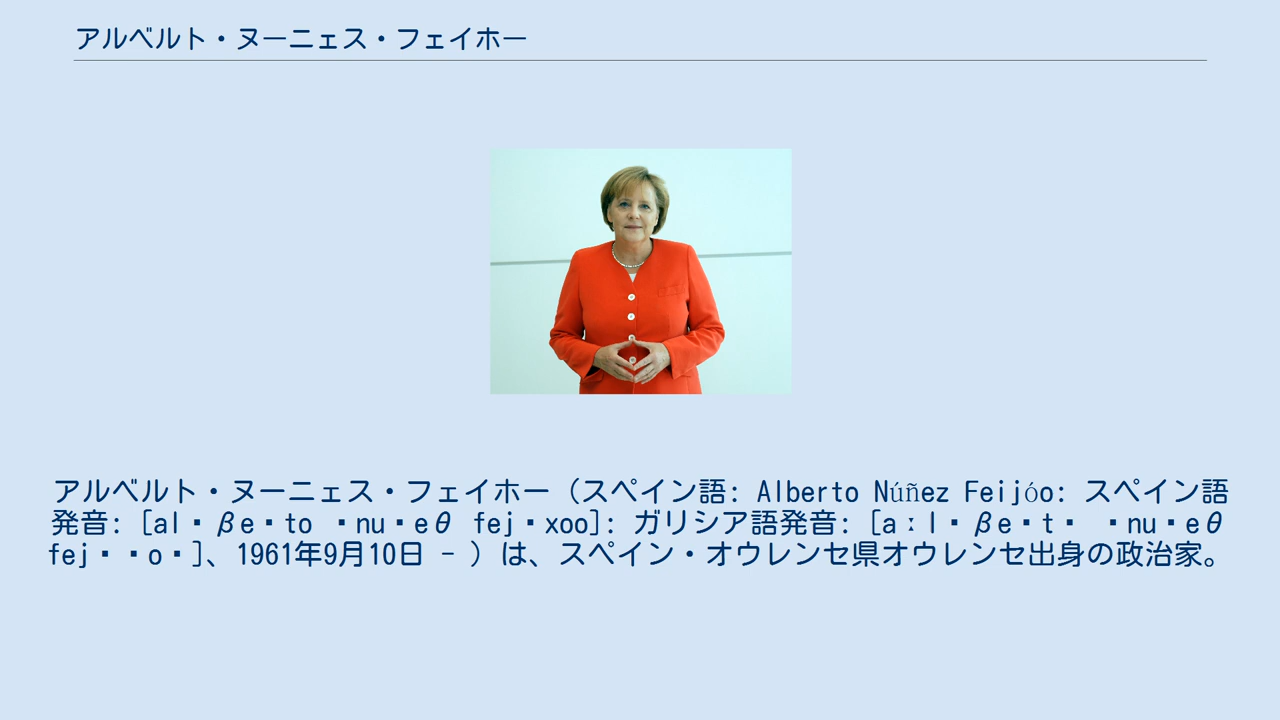 アルベルト・ヌーニェス・フェイホー
アルベルト・ヌーニェス・フェイホー（スペイン語: Alberto Núñez Feijóo: スペイン語
発音: [al▪βe▪to ▪nu▪eθ fej▪xoo]: ガリシア語発音: [aːl▪βe▪t▪ ▪nu▪eθ
fej▪▪o▪]、1961年9月10日 - ）は、スペイン・オウレンセ県オウレンセ出身の政治家。